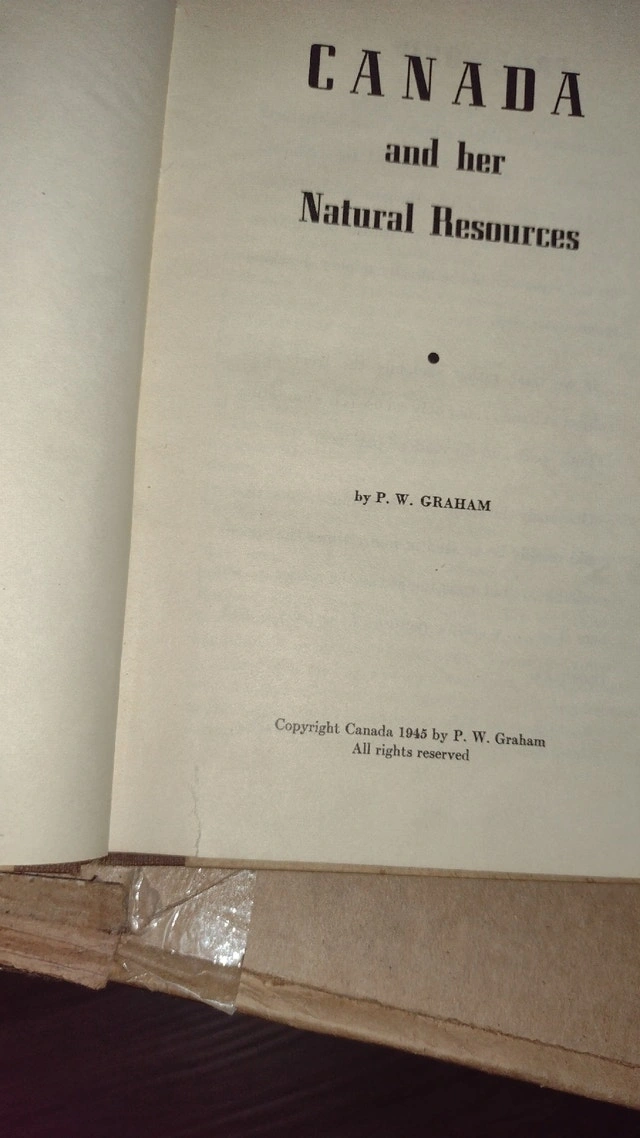 CANADA
and her
Natural Resources
by P. W. GRAHAM
Copyright Canada 1945 by P. W. Graham
All rights reserved